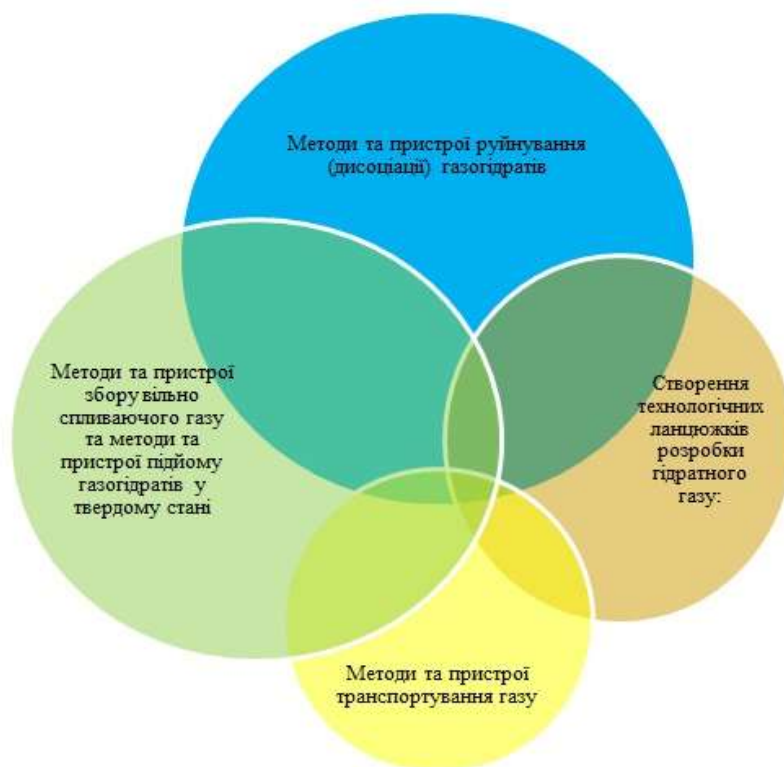 Методи та пристрої руйнування
(дисоціації) газогідратів
Методи та пристрої
збору вільно
спливаючого газу
та методи та
пристрої підйому
газогідратів у
твердому стані
Створення
технологічних
ланцюжків
розробки
гідратного
газу:
Методи та пристрої
транспортування газу